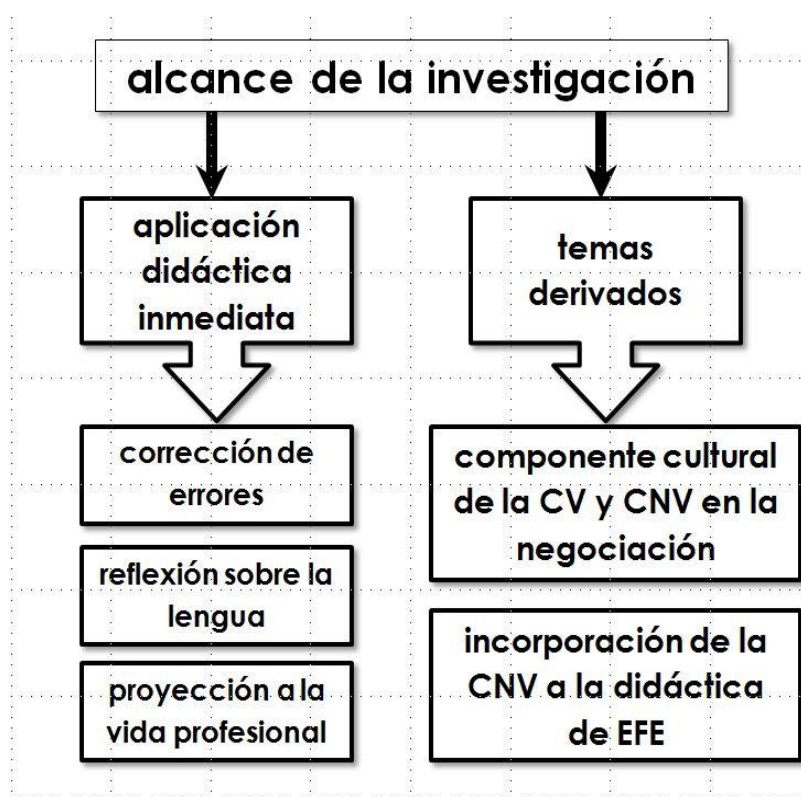 alcance de la investigación
aplicación
didáctica
inmediata
corrección de
errores
reflexión sobre la
lengua
proyección a la
vida profesional
temas
derivados
componente cultural
de la CV y CNV en la
negociación
incorporación de la
CNV a la didáctica
de EFE